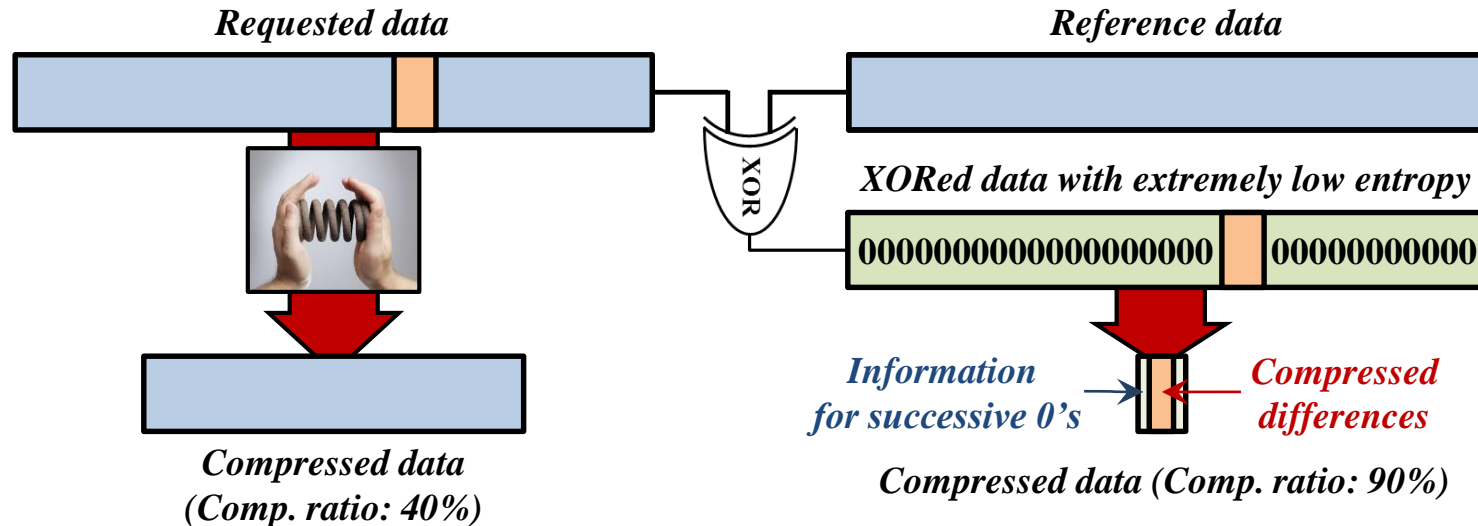 Requested data
Reference data
XOR
XORed data with extremely low entropy
00000000000000000000
00000000000
Information
for successive 0's
Compressed
differences
Compressed data
(Comp. ratio: 40%)
Compressed data (Comp. ratio: 90%)